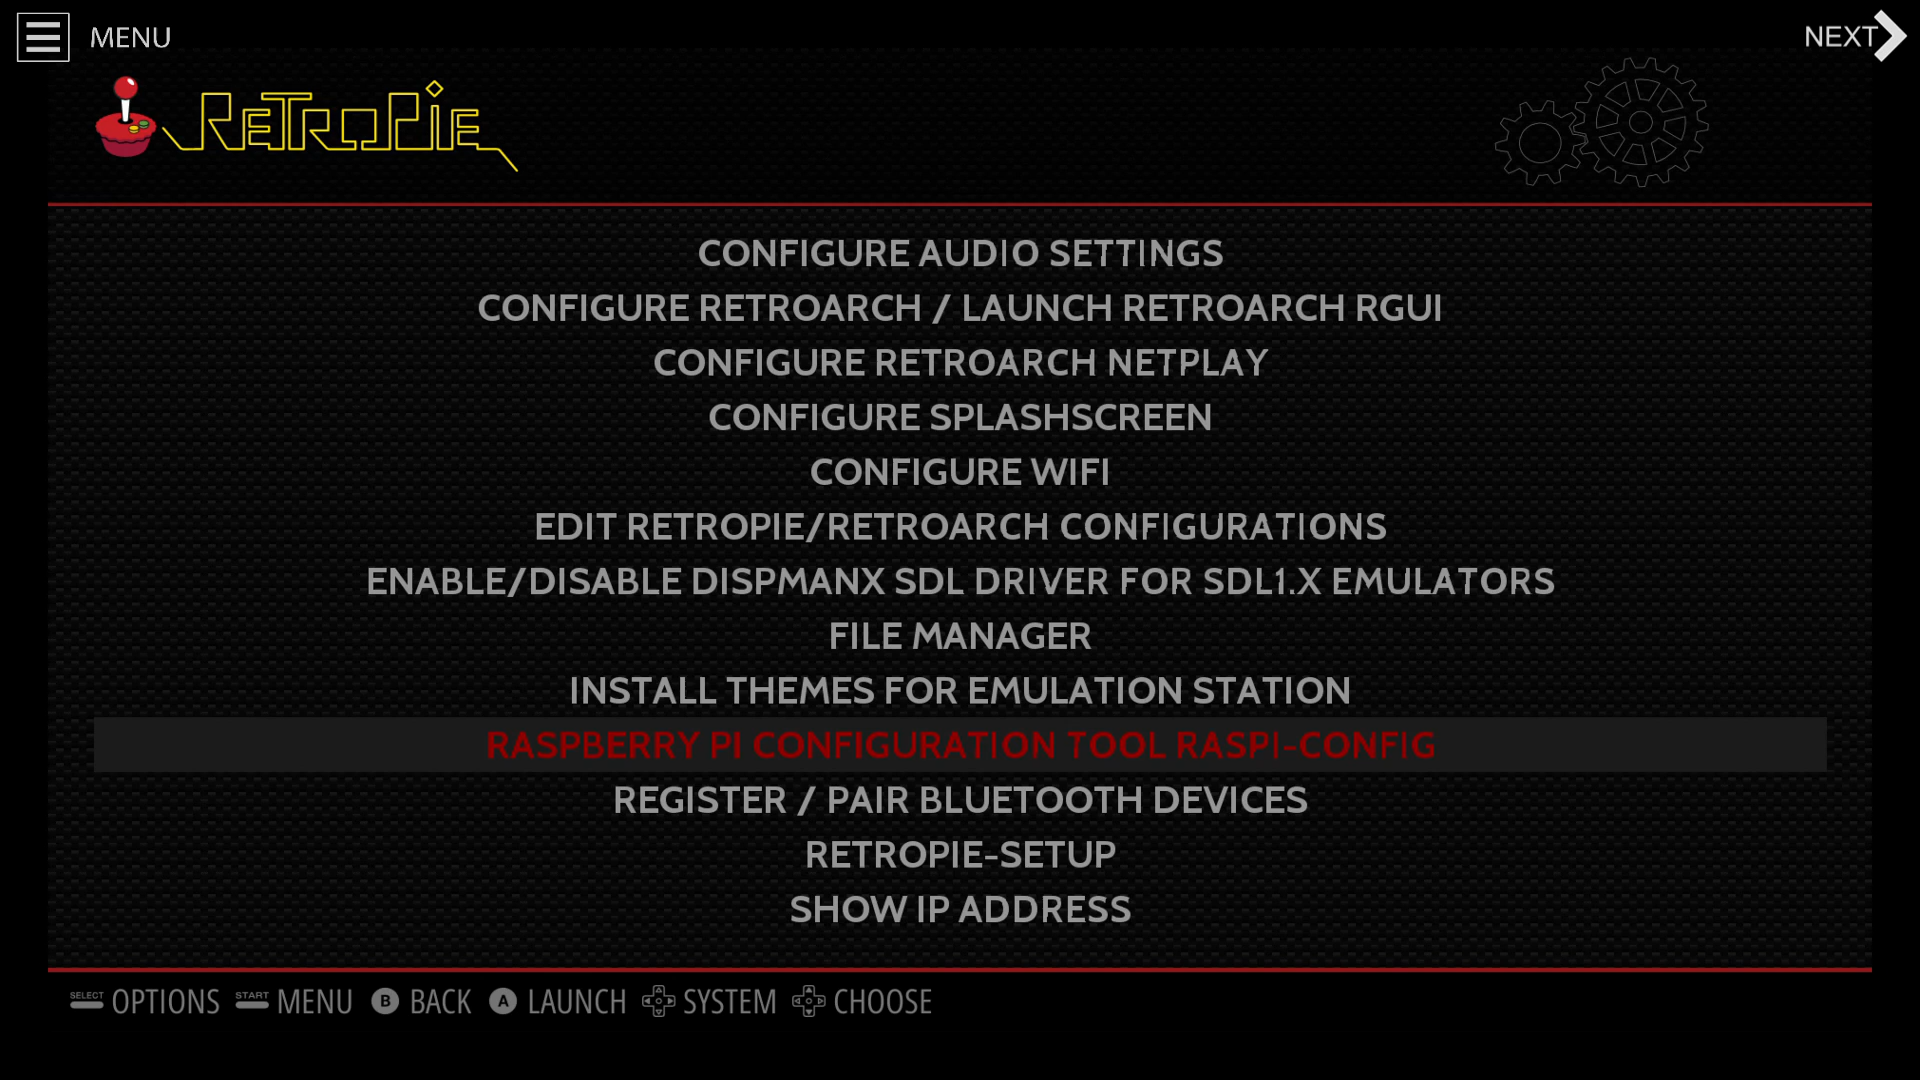 MENU
NEXT
RETROPIE
CONFIGURE AUDIO SETTINGS
CONFIGURE RETROARCH / LAUNCH RETROARCH RGUI
CONFIGURE RETROARCH NETPLAY
CONFIGURE SPLASHSCREEN
CONFIGURE WIFI
EDIT RETROPIE/RETROARCH CONFIGURATIONS
ENABLE/DISABLE DISPMANX SDL DRIVER FOR SDL1.X EMULATORS
FILE MANAGER
INSTALL THEMES FOR EMULATION STATION
RASPBERRY PI CONFIGURATION TOOL RASPI-CONFIG
REGISTER / PAIR BLUETOOTH DEVICES
RETROPIE-SETUP
SHOW IP ADDRESS
SELECT OPTIONS START MENU B BACK A LAUNCH SYSTEM CHOOSE